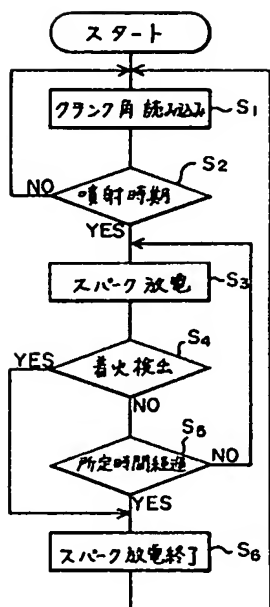 スタート
クランク角読み込み S1
S2
噴射時期
NO
YES
スパーク放電 S3
S4
YES 着火検出
NO
S5
所定時間経過 NO
YES
スパーク放電終了 S6